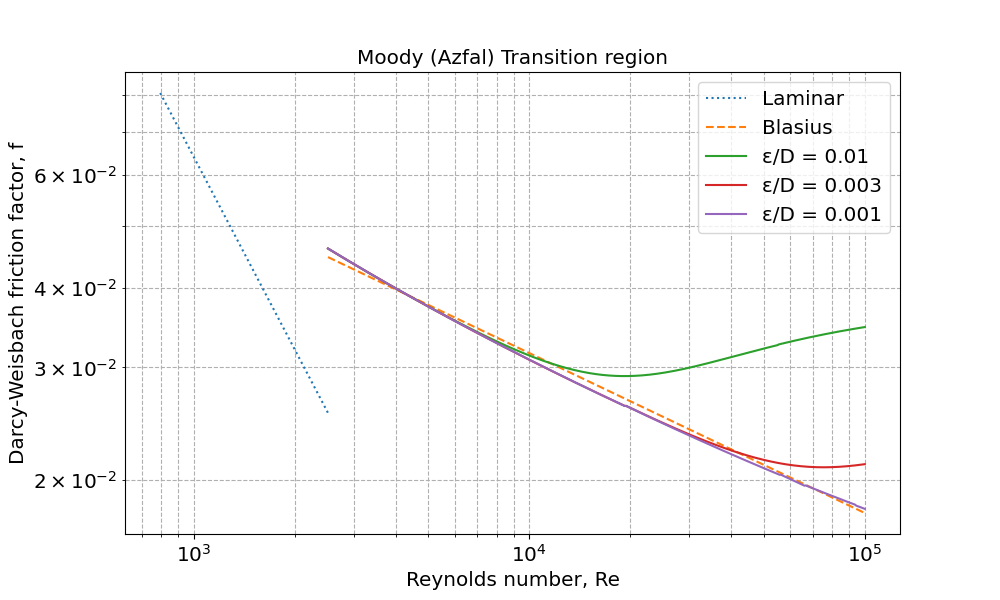 Moody (Azfal) Transition region
Darcy-Weisbach friction factor, f
6 × 10⁻²
4 × 10⁻²
3 × 10⁻²
2 × 10⁻²
Laminar
Blasius
ε/D = 0.01
ε/D = 0.003
ε/D = 0.001
10³
10⁴
10⁵
Reynolds number, Re